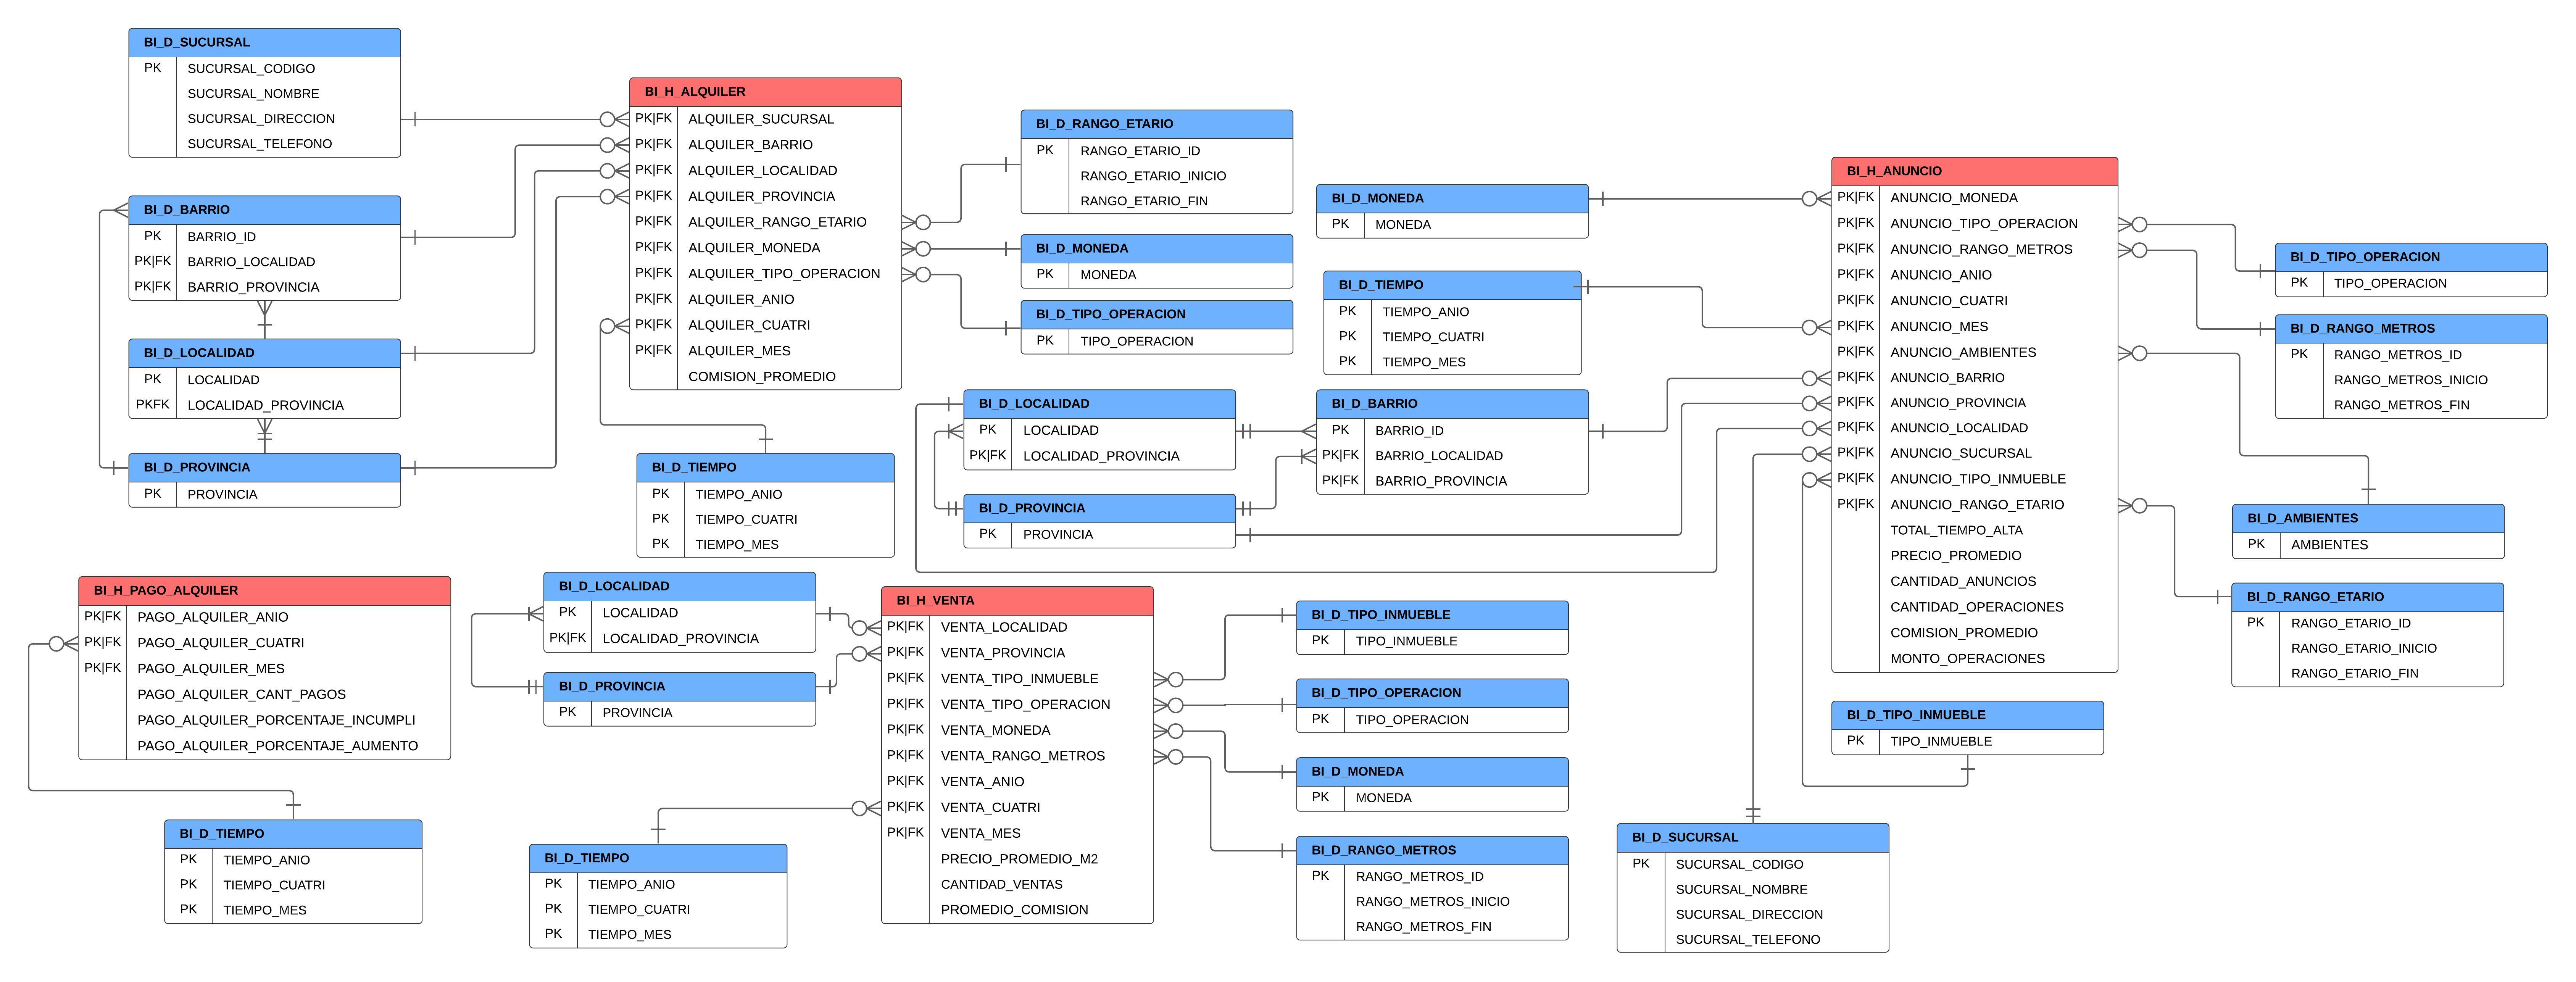 BI_D_SUCURSAL
PK SUCURSAL_CODIGO
SUCURSAL_NOMBRE
SUCURSAL_DIRECCION
SUCURSAL_TELEFONO
BI_D_BARRIO
PK BARRIO_ID
PK|FK BARRIO_LOCALIDAD
PK|FK BARRIO_PROVINCIA
BI_D_LOCALIDAD
PK LOCALIDAD
PKFK LOCALIDAD_PROVINCIA
BI_D_PROVINCIA
PK PROVINCIA
BI_H_ALQUILER
PK|FK ALQUILER_SUCURSAL
PK|FK ALQUILER_BARRIO
PK|FK ALQUILER_LOCALIDAD
PK|FK ALQUILER_PROVINCIA
PK|FK ALQUILER_RANGO_ETARIO
PK|FK ALQUILER_MONEDA
PK|FK ALQUILER_TIPO_OPERACION
PK|FK ALQUILER_ANIO
PK|FK ALQUILER_CUATRI
PK|FK ALQUILER_MES
COMISION_PROMEDIO
BI_D_TIEMPO
PK TIEMPO_ANIO
PK TIEMPO_CUATRI
PK TIEMPO_MES
BI_D_RANGO_ETARIO
PK RANGO_ETARIO_ID
RANGO_ETARIO_INICIO
RANGO_ETARIO_FIN
BI_D_MONEDA
PK MONEDA
BI_D_TIPO_OPERACION
PK TIPO_OPERACION
BI_D_MONEDA
PK MONEDA
BI_D_TIEMPO
PK TIEMPO_ANIO
PK TIEMPO_CUATRI
PK TIEMPO_MES
BI_D_LOCALIDAD
PK LOCALIDAD
PK|FK LOCALIDAD_PROVINCIA
BI_D_PROVINCIA
PK PROVINCIA
BI_D_BARRIO
PK BARRIO_ID
PK|FK BARRIO_LOCALIDAD
PK|FK BARRIO_PROVINCIA
BI_H_ANUNCIO
PK|FK ANUNCIO_MONEDA
PK|FK ANUNCIO_TIPO_OPERACION
PK|FK ANUNCIO_RANGO_METROS
PK|FK ANUNCIO_ANIO
PK|FK ANUNCIO_CUATRI
PK|FK ANUNCIO_MES
PK|FK ANUNCIO_AMBIENTES
PK|FK ANUNCIO_BARRIO
PK|FK ANUNCIO_PROVINCIA
PK|FK ANUNCIO_LOCALIDAD
PK|FK ANUNCIO_SUCURSAL
PK|FK ANUNCIO_TIPO_INMUEBLE
PK|FK ANUNCIO_RANGO_ETARIO
TOTAL_TIEMPO_ALTA
PRECIO_PROMEDIO
CANTIDAD_ANUNCIOS
CANTIDAD_OPERACIONES
COMISION_PROMEDIO
MONTO_OPERACIONES
BI_D_TIPO_OPERACION
PK TIPO_OPERACION
BI_D_RANGO_METROS
PK RANGO_METROS_ID
RANGO_METROS_INICIO
RANGO_METROS_FIN
BI_D_AMBIENTES
PK AMBIENTES
BI_D_RANGO_ETARIO
PK RANGO_ETARIO_ID
RANGO_ETARIO_INICIO
RANGO_ETARIO_FIN
BI_D_TIPO_INMUEBLE
PK TIPO_INMUEBLE
BI_D_SUCURSAL
PK SUCURSAL_CODIGO
SUCURSAL_NOMBRE
SUCURSAL_DIRECCION
SUCURSAL_TELEFONO
BI_H_PAGO_ALQUILER
PK|FK PAGO_ALQUILER_ANIO
PK|FK PAGO_ALQUILER_CUATRI
PK|FK PAGO_ALQUILER_MES
PAGO_ALQUILER_CANT_PAGOS
PAGO_ALQUILER_PORCENTAJE_INCUMPLI
PAGO_ALQUILER_PORCENTAJE_AUMENTO
BI_D_TIEMPO
PK TIEMPO_ANIO
PK TIEMPO_CUATRI
PK TIEMPO_MES
BI_D_LOCALIDAD
PK LOCALIDAD
PK|FK LOCALIDAD_PROVINCIA
BI_D_PROVINCIA
PK PROVINCIA
BI_D_TIEMPO
PK TIEMPO_ANIO
PK TIEMPO_CUATRI
PK TIEMPO_MES
BI_H_VENTA
PK|FK VENTA_LOCALIDAD
PK|FK VENTA_PROVINCIA
PK|FK VENTA_TIPO_INMUEBLE
PK|FK VENTA_TIPO_OPERACION
PK|FK VENTA_MONEDA
PK|FK VENTA_RANGO_METROS
PK|FK VENTA_ANIO
PK|FK VENTA_CUATRI
PK|FK VENTA_MES
PRECIO_PROMEDIO_M2
CANTIDAD_VENTAS
PROMEDIO_COMISION
BI_D_TIPO_INMUEBLE
PK TIPO_INMUEBLE
BI_D_TIPO_OPERACION
PK TIPO_OPERACION
BI_D_MONEDA
PK MONEDA
BI_D_RANGO_METROS
PK RANGO_METROS_ID
RANGO_METROS_INICIO
RANGO_METROS_FIN